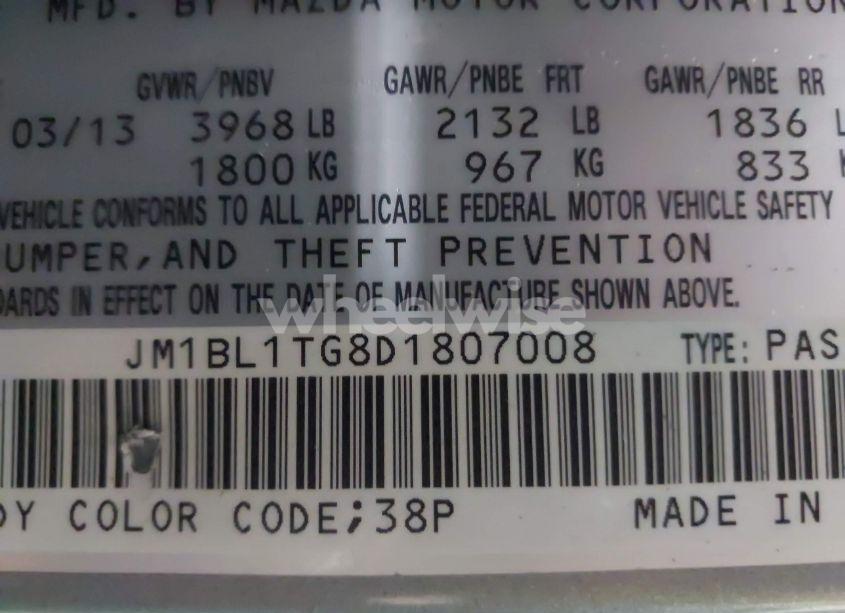 MFD. BY MAZDA MOTOR CORPORATION
GVWR/PNBV GAWR/PNBE FRT GAWR/PNBE RR
03/13 3968 LB 2132 LB 1836 L
1800 KG 967 KG 833 K
VEHICLE CONFORMS TO ALL APPLICABLE FEDERAL MOTOR VEHICLE SAFETY
UMPER,AND THEFT PREVENTION
DARDS IN EFFECT ON THE DATE OF MANUFACTURE SHOWN ABOVE.
wheelwise
JM1BL1TG8D1807008 TYPE: PAS
DY COLOR CODE;38P MADE IN